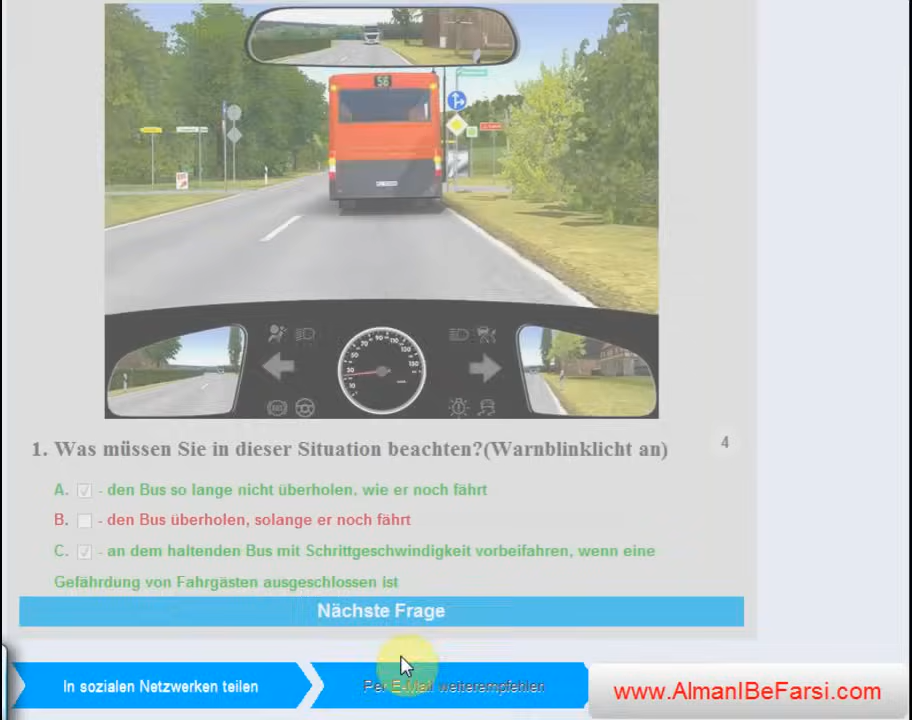 56
1. Was müssen Sie in dieser Situation beachten?(Warnblinklicht an)
4
A. - den Bus so lange nicht überholen, wie er noch fährt
B. - den Bus überholen, solange er noch fährt
C. - an dem haltenden Bus mit Schrittgeschwindigkeit vorbeifahren, wenn eine
Gefährdung von Fahrgästen ausgeschlossen ist
Nächste Frage
In sozialen Netzwerken teilen
Per E-Mail weiterempfehlen
www.AlmaniBeFarsi.com